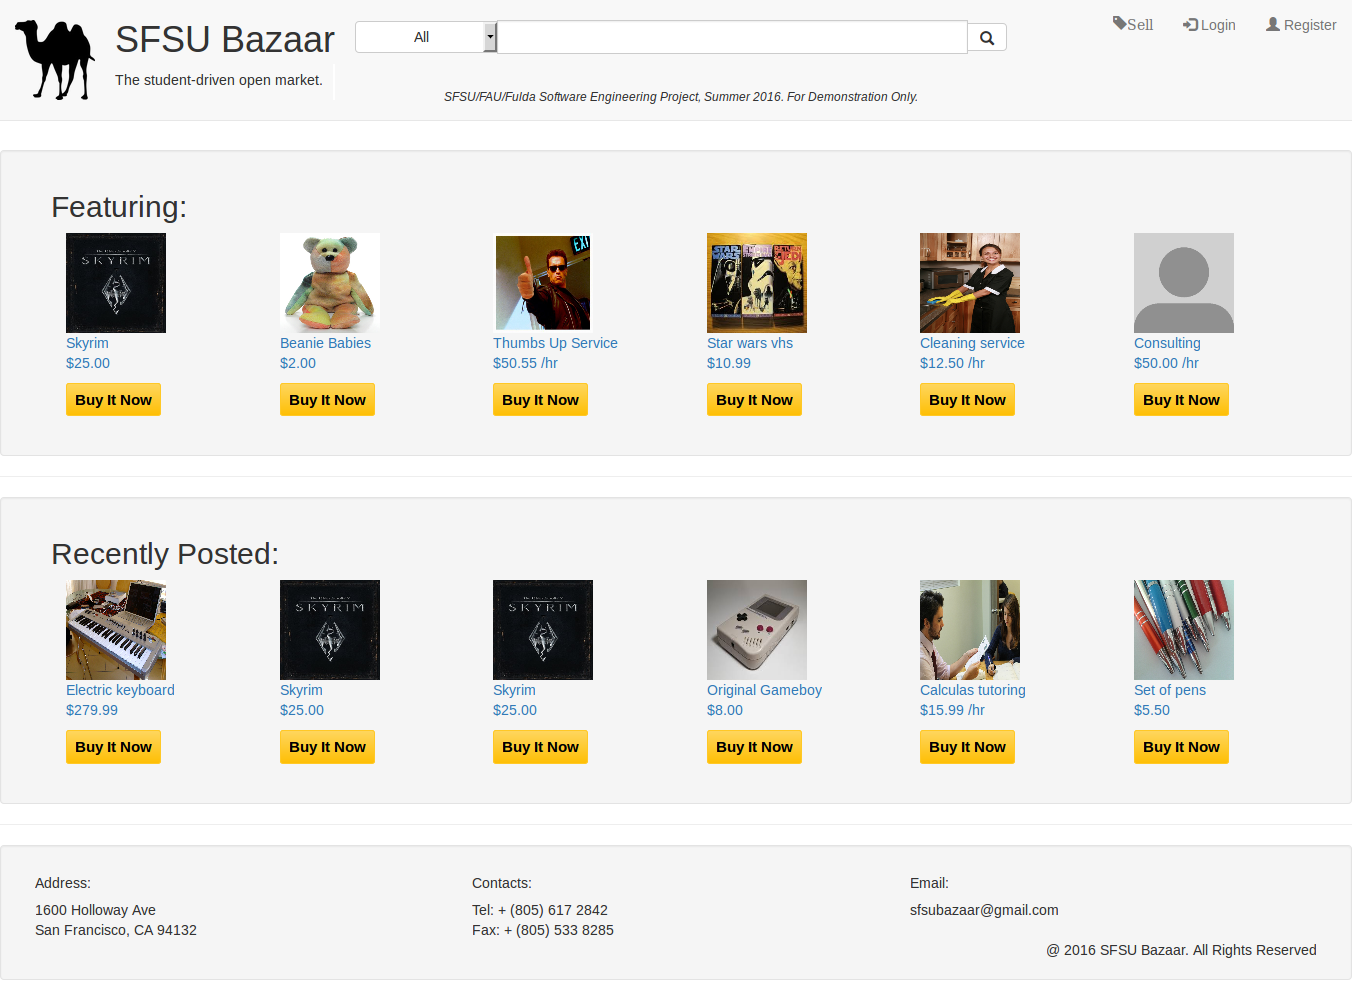 SFSU Bazaar
The student-driven open market.
All
Sell
Login
Register
SFSU/FAU/Fulda Software Engineering Project, Summer 2016. For Demonstration Only.
Featuring:
SKYRIM
EXI
STAR WARS
EMPIRE
RETURN
JEDI
Skyrim
$25.00
Buy It Now
Beanie Babies
$2.00
Buy It Now
Thumbs Up Service
$50.55 /hr
Buy It Now
Star wars vhs
$10.99
Buy It Now
Cleaning service
$12.50 /hr
Buy It Now
Consulting
$50.00 /hr
Buy It Now
Recently Posted:
SKYRIM
SKYRIM
Electric keyboard
$279.99
Buy It Now
Skyrim
$25.00
Buy It Now
Skyrim
$25.00
Buy It Now
Original Gameboy
$8.00
Buy It Now
Calculas tutoring
$15.99 /hr
Buy It Now
Set of pens
$5.50
Buy It Now
Address:
1600 Holloway Ave
San Francisco, CA 94132
Contacts:
Tel: + (805) 617 2842
Fax: + (805) 533 8285
Email:
sfsubazaar@gmail.com
@ 2016 SFSU Bazaar. All Rights Reserved